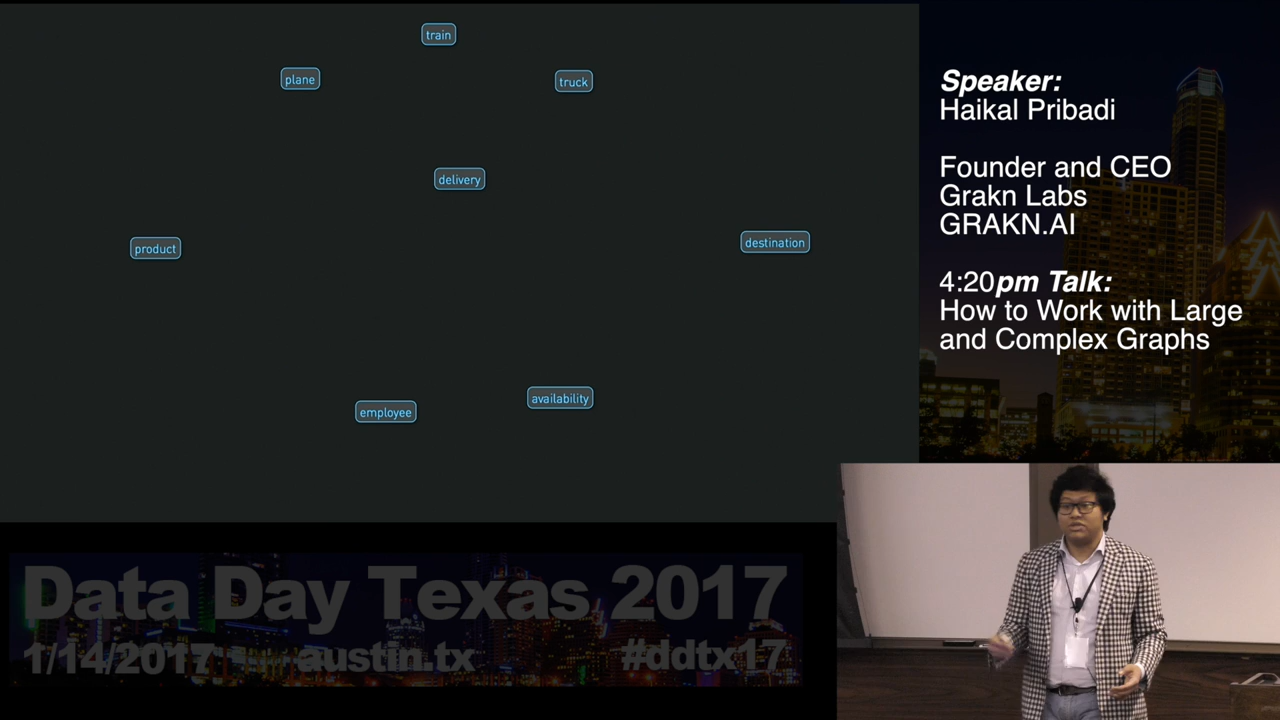 train
plane
truck
delivery
product
destination
employee
availability
Speaker:
Haikal Pribadi
Founder and CEO
Grakn Labs
GRAKN.AI
4:20pm Talk:
How to Work with Large
and Complex Graphs
Data Day Texas 2017
1/14/2017 austin.tx #ddtx17